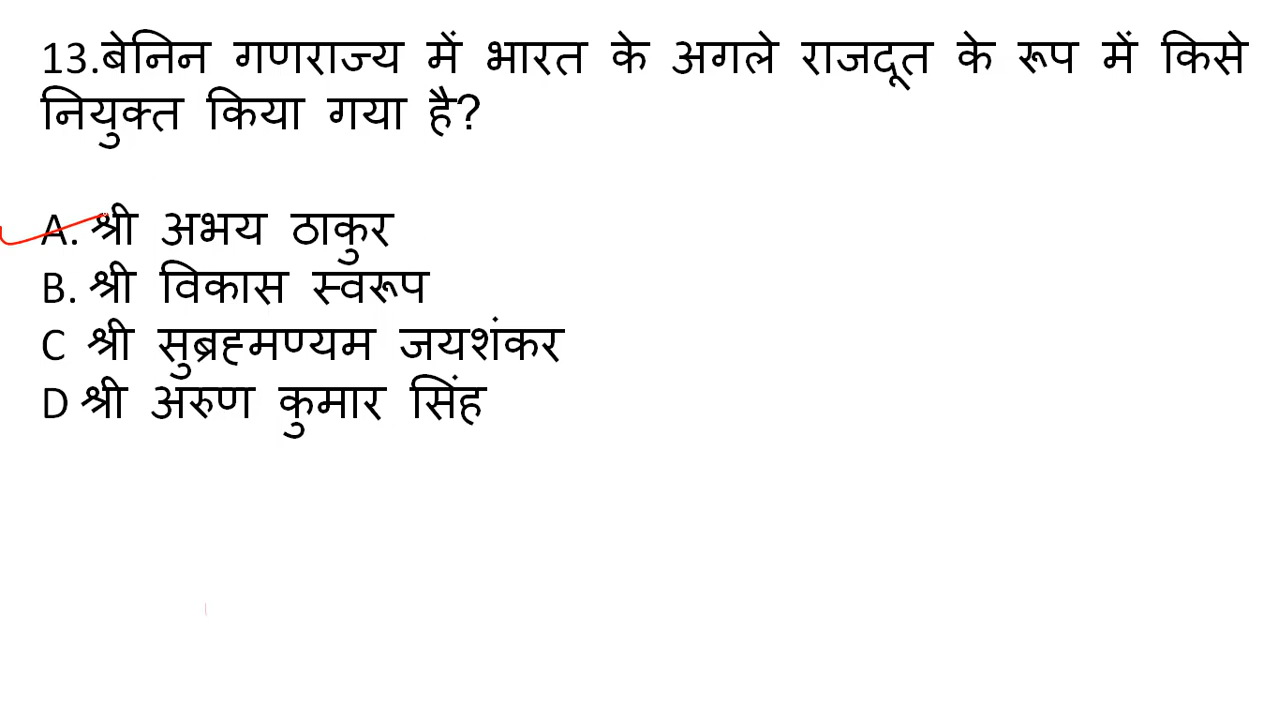 13.बेनिन गणराज्य में भारत के अगले राजदूत के रूप में किसे
नियुक्त किया गया है?
A. श्री अभय ठाकुर
B. श्री विकास स्वरूप
C श्री सुब्रह्मण्यम जयशंकर
D श्री अरुण कुमार सिंह